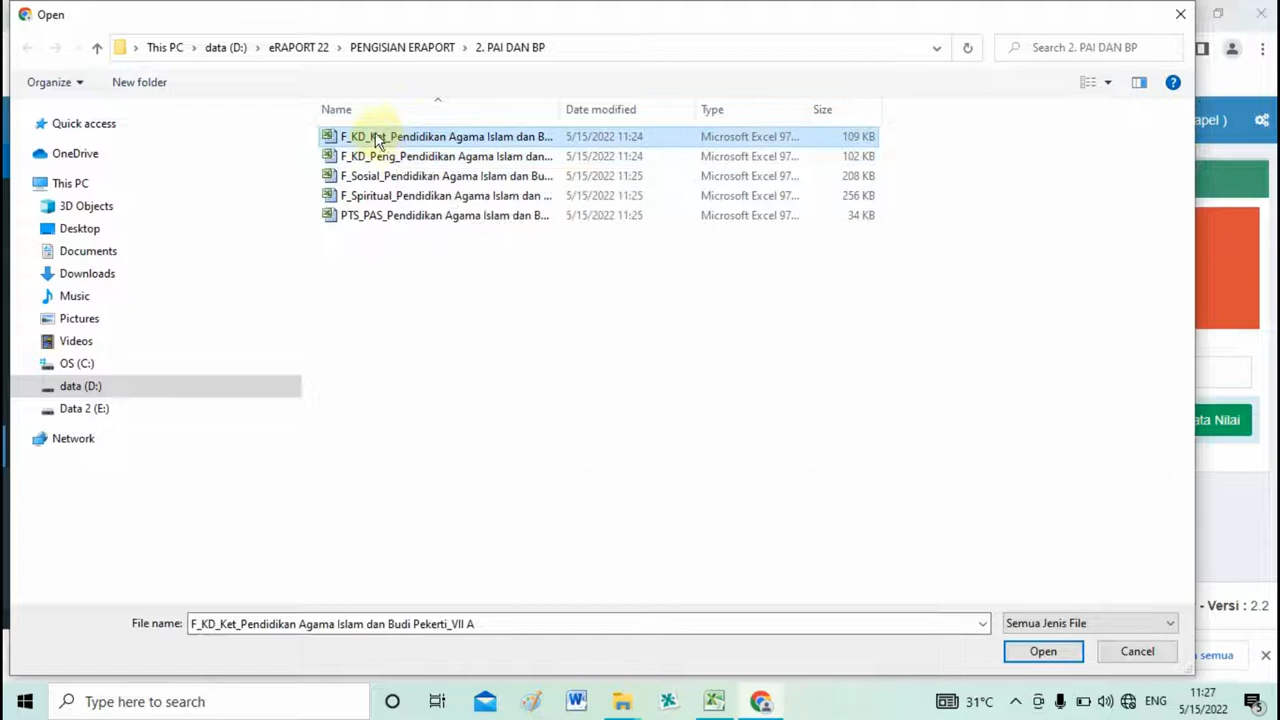 Open
This PC > data (D:) > eRAPORT 22 > PENGISIAN ERAPORT > 2. PAI DAN BP
Search 2. PAI DAN BP
Organize
New folder
Name
Date modified
Type
Size
F_KD_Ket_Pendidikan Agama Islam dan B... 5/15/2022 11:24 Microsoft Excel 97... 109 KB
F_KD_Peng_Pendidikan Agama Islam dan... 5/15/2022 11:24 Microsoft Excel 97... 102 KB
F_Sosial_Pendidikan Agama Islam dan Bu... 5/15/2022 11:25 Microsoft Excel 97... 208 KB
F_Spiritual_Pendidikan Agama Islam dan ... 5/15/2022 11:25 Microsoft Excel 97... 256 KB
PTS_PAS_Pendidikan Agama Islam dan B... 5/15/2022 11:25 Microsoft Excel 97... 34 KB
Quick access
OneDrive
This PC
3D Objects
Desktop
Documents
Downloads
Music
Pictures
Videos
OS (C:)
data (D:)
Data 2 (E:)
Network
apel )
ata Nilai
- Versi : 2.2
semua
File name: F_KD_Ket_Pendidikan Agama Islam dan Budi Pekerti_VII A
Semua Jenis File
Open
Cancel
Type here to search
31°C
ENG
11:27
5/15/2022
5